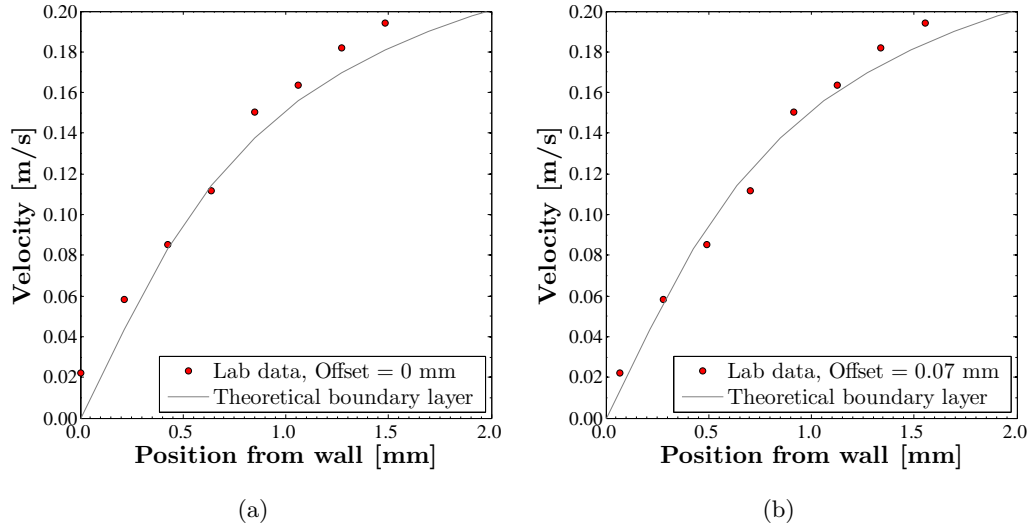 0.20
0.18
0.16
0.14
0.12
0.10
0.08
0.06
0.04
0.02
0.00
Velocity [m/s]
Lab data, Offset = 0 mm
Theoretical boundary layer
0.0 0.5 1.0 1.5 2.0
Position from wall [mm]
(a)
0.20
0.18
0.16
0.14
0.12
0.10
0.08
0.06
0.04
0.02
0.00
Velocity [m/s]
Lab data, Offset = 0.07 mm
Theoretical boundary layer
0.0 0.5 1.0 1.5 2.0
Position from wall [mm]
(b)